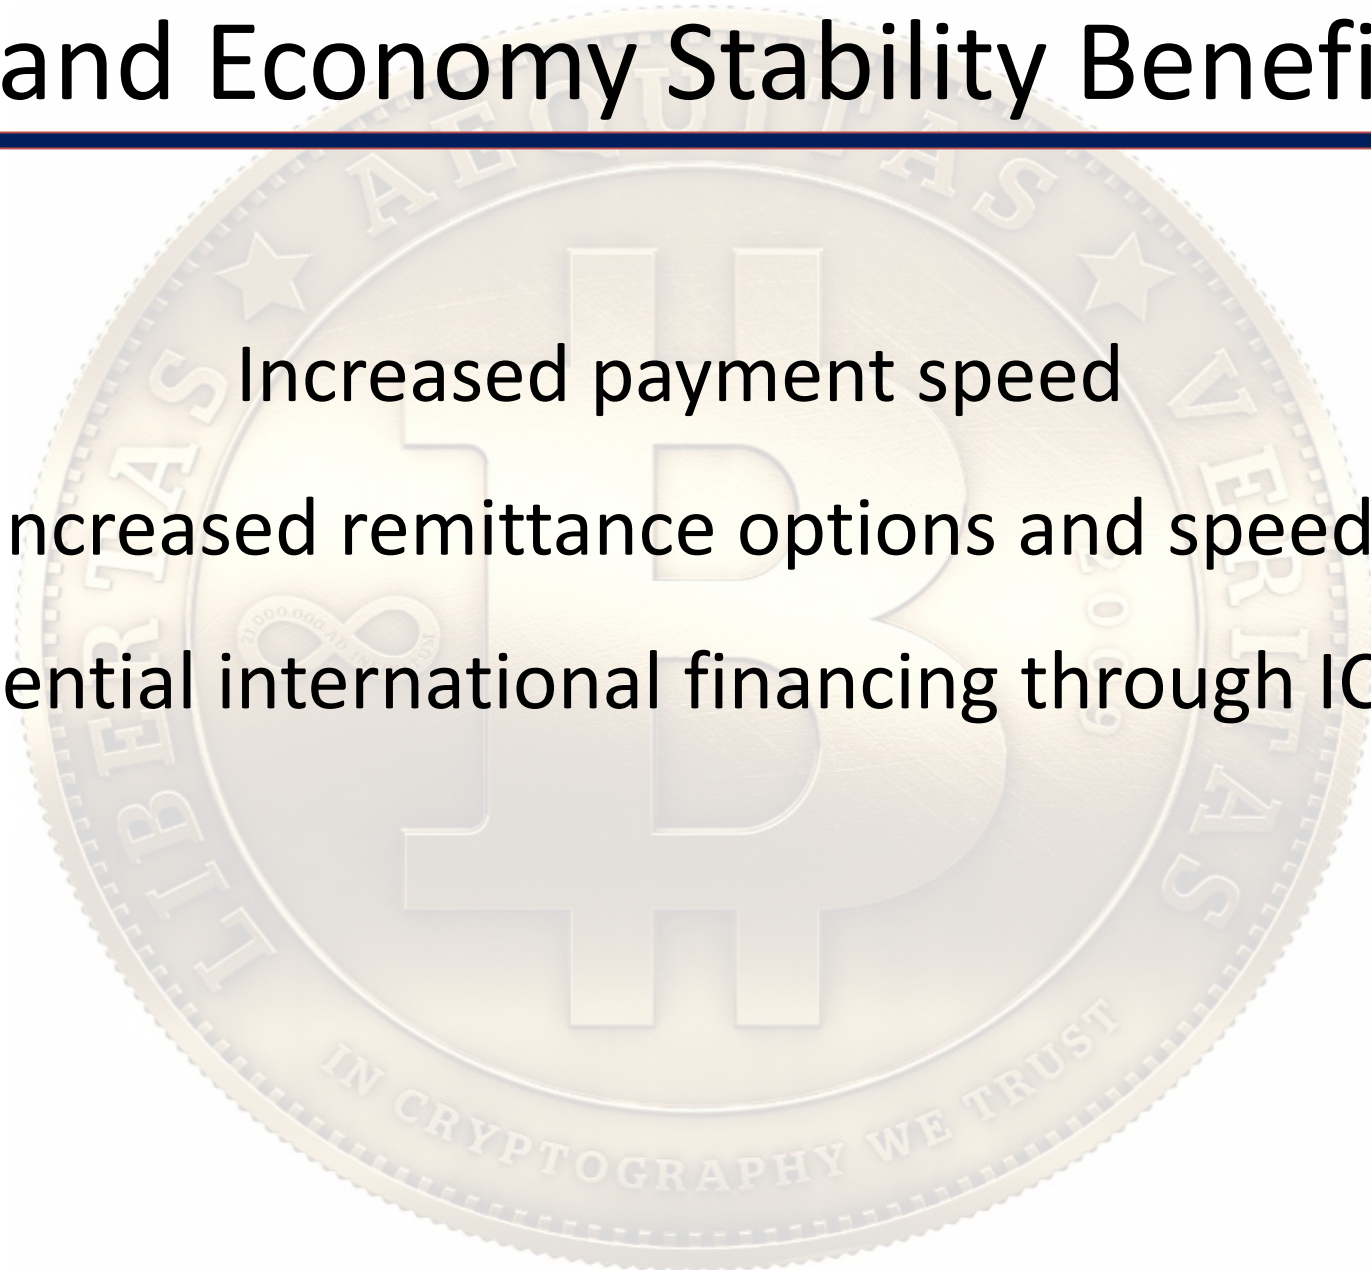 and Economy Stability Benefi
AEQUITAS
LIBERTAS
VERITAS
Increased payment speed
ncreased remittance options and speed
2009
ential international financing through IC
IN CRYPTOGRAPHY WE TRUST